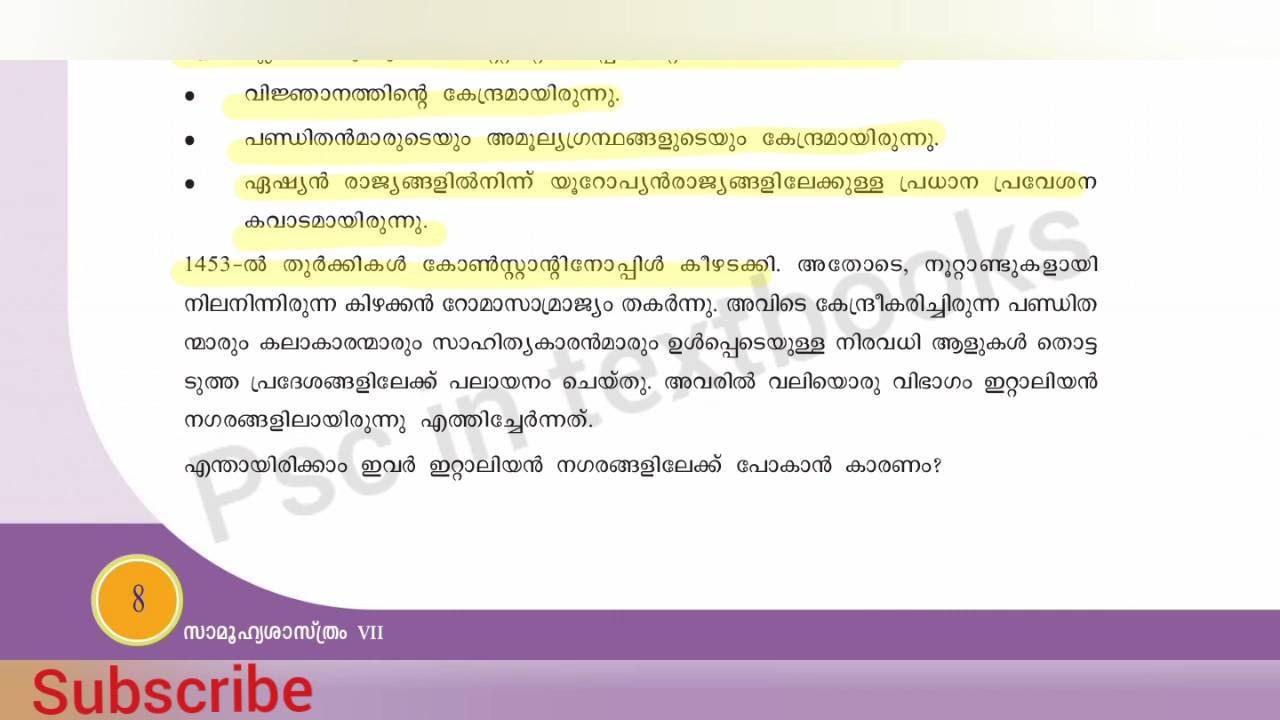 ● വിജ്ഞാനത്തിന്റെ കേന്ദ്രമായിരുന്നു.
● പണ്ഡിതൻമാരുടെയും അമൂല്യഗ്രന്ഥങ്ങളുടെയും കേന്ദ്രമായിരുന്നു.
● ഏഷ്യൻ രാജ്യങ്ങളിൽനിന്ന് യൂറോപ്യൻരാജ്യങ്ങളിലേക്കുള്ള പ്രധാന പ്രവേശന
കവാടമായിരുന്നു.
1453-ൽ തുർക്കികൾ കോൺസ്റ്റാന്റിനോപ്പിൾ കീഴടക്കി. അതോടെ, നൂറ്റാണ്ടുകളായി
നിലനിന്നിരുന്ന കിഴക്കൻ റോമാസാമ്രാജ്യം തകർന്നു. അവിടെ കേന്ദ്രീകരിച്ചിരുന്ന പണ്ഡിത
ന്മാരും കലാകാരന്മാരും സാഹിത്യകാരൻമാരും ഉൾപ്പെടെയുള്ള നിരവധി ആളുകൾ തൊട്ട
ടുത്ത പ്രദേശങ്ങളിലേക്ക് പലായനം ചെയ്തു. അവരിൽ വലിയൊരു വിഭാഗം ഇറ്റാലിയൻ
നഗരങ്ങളിലായിരുന്നു എത്തിച്ചേർന്നത്.
എന്തായിരിക്കാം ഇവർ ഇറ്റാലിയൻ നഗരങ്ങളിലേക്ക് പോകാൻ കാരണം?
Psc in textbooks
8
സാമൂഹ്യശാസ്ത്രം VII
Subscribe